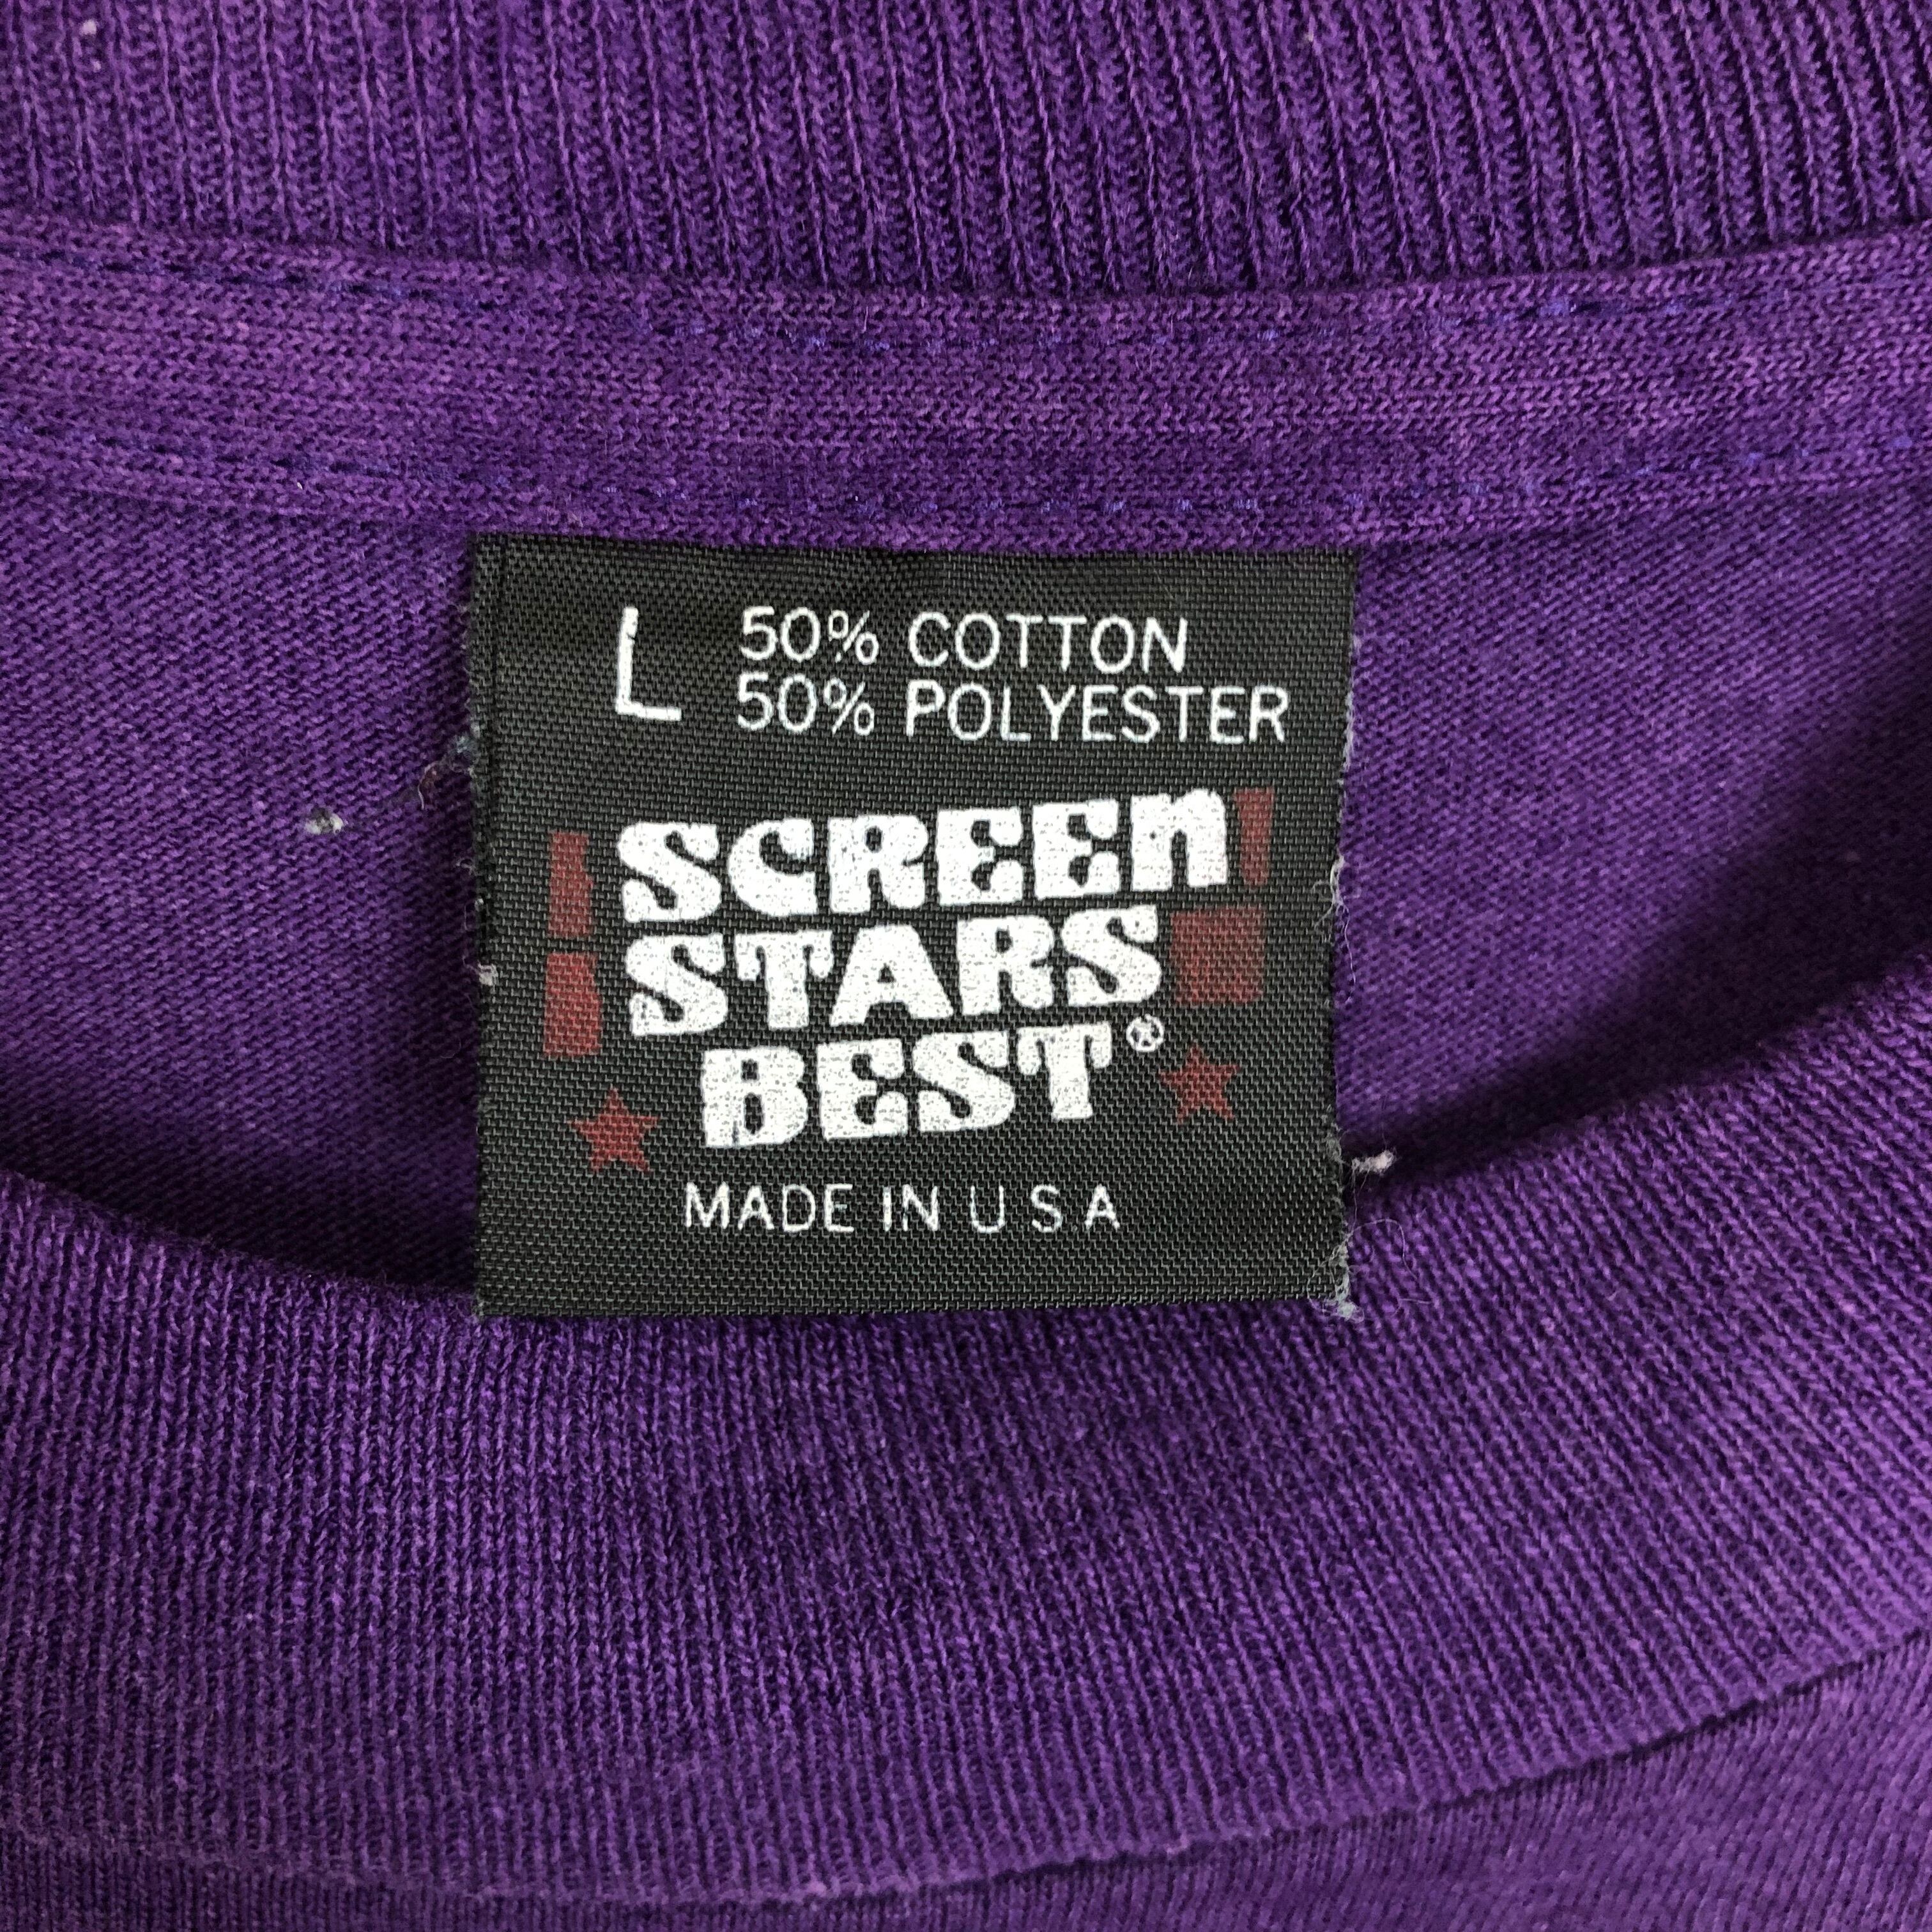 L 50% COTTON
50% POLYESTER
SCREEn
STARS
BEST®
MADE IN U S A